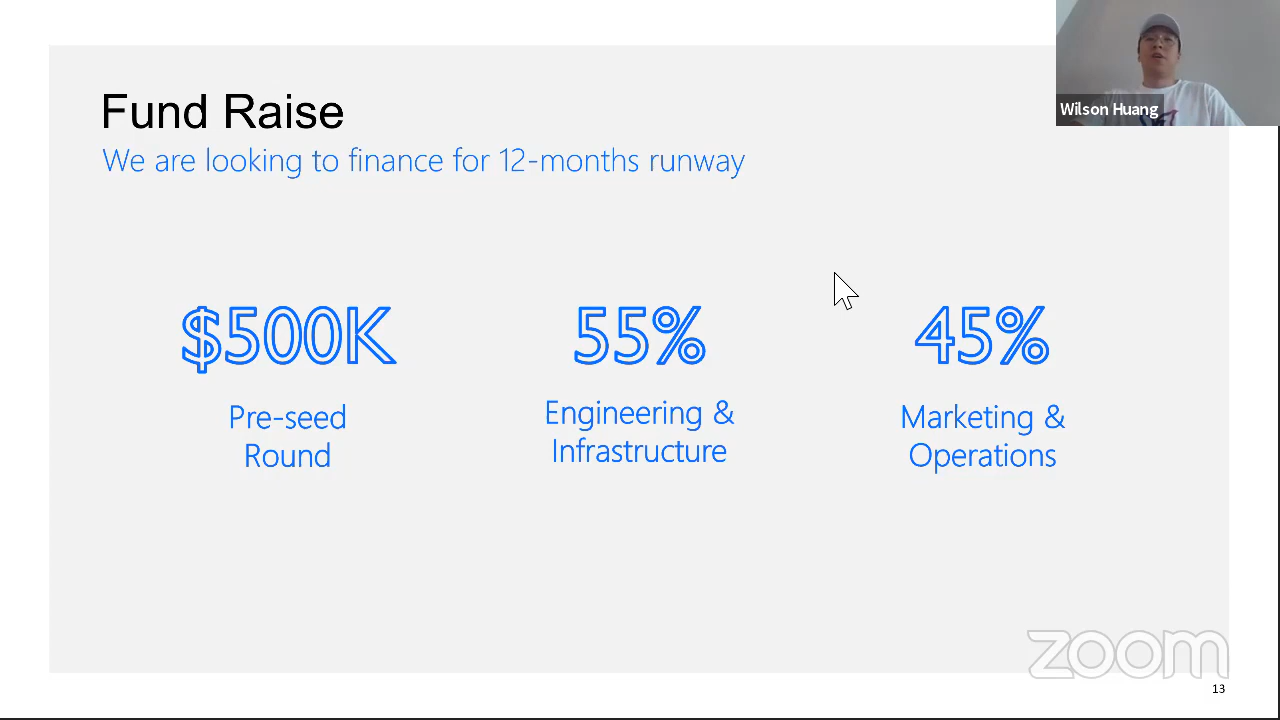 Fund Raise
We are looking to finance for 12-months runway
Wilson Huang
$500K
Pre-seed
Round
55%
Engineering &
Infrastructure
45%
Marketing &
Operations
zoom
13